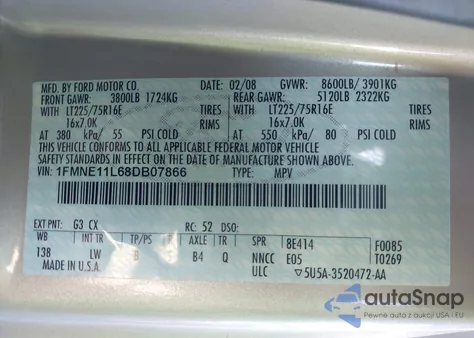 MFD. BY FORD MOTOR CO. DATE: 02/08 GVWR: 8600LB/ 3901KG
FRONT GAWR: 3800LB 1724KG REAR GAWR: 5120LB 2322KG
WITH LT225/75R16E TIRES WITH LT225/75R16E TIRES
16x7.0K RIMS 16x7.0K RIMS
AT 380 kPa/ 55 PSI COLD AT 550 kPa/ 80 PSI COLD
THIS VEHICLE CONFORMS TO ALL APPLICABLE FEDERAL MOTOR VEHICLE
SAFETY STANDARDS IN EFFECT ON THE DATE OF MANUFACTURE SHOWN ABOVE.
VIN: 1FMNE11L68DB07866 TYPE: MPV
EXT PNT: G3 CX RC: 52 DSO:
WB INT TR TP/PS R AXLE TR SPR 8E414 F0085
138 LW B B4 Q NNCC E05 T0269
MADE IN U.S.A. ULC ▽5U5A-3520472-AA
autoSnap
Pewne auta z USA - EU